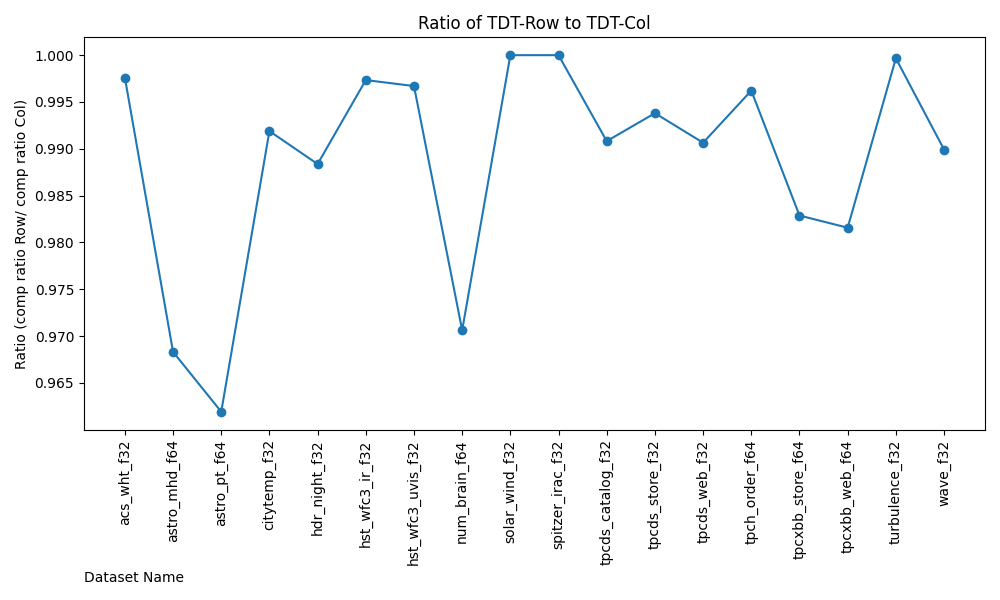 Ratio of TDT-Row to TDT-Col
Ratio (comp ratio Row/ comp ratio Col)
1.000
0.995
0.990
0.985
0.980
0.975
0.970
0.965
acs_wht_f32
astro_mhd_f64
astro_pt_f64
citytemp_f32
hdr_night_f32
hst_wfc3_ir_f32
hst_wfc3_uvis_f32
num_brain_f64
solar_wind_f32
spitzer_irac_f32
tpcds_catalog_f32
tpcds_store_f32
tpcds_web_f32
tpch_order_f64
tpcxbb_store_f64
tpcxbb_web_f64
turbulence_f32
wave_f32
Dataset Name